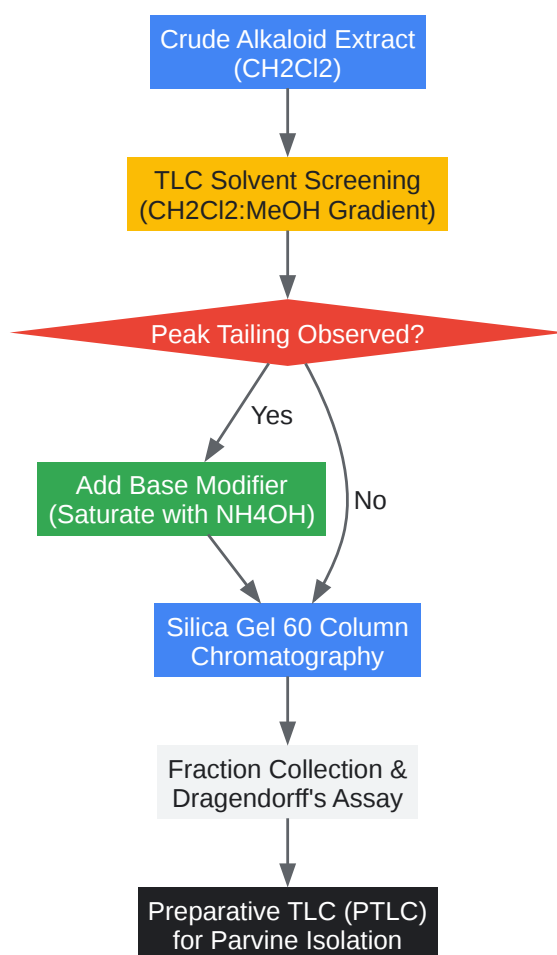 Crude Alkaloid Extract
(CH2Cl2)
TLC Solvent Screening
(CH2Cl2:MeOH Gradient)
Peak Tailing Observed?
Yes
Add Base Modifier
(Saturate with NH4OH)
No
Silica Gel 60 Column
Chromatography
Fraction Collection &
Dragendorff's Assay
Preparative TLC (PTLC)
for Parvine Isolation